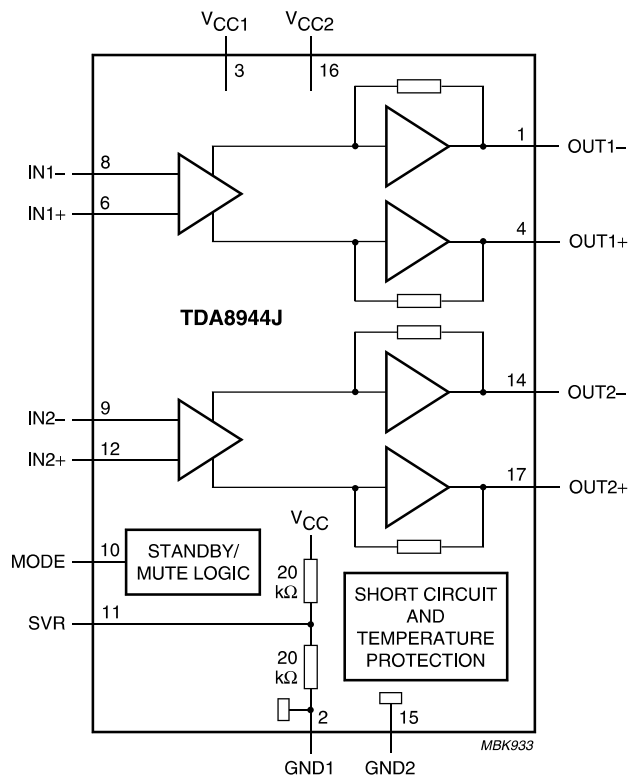 VCC1 VCC2
3 16
1 OUT1−
IN1− 8
IN1+ 6
4 OUT1+
TDA8944J
14 OUT2−
IN2− 9
IN2+ 12
17 OUT2+
VCC
MODE 10
STANDBY/
MUTE LOGIC
20
kΩ
SHORT CIRCUIT
AND
TEMPERATURE
PROTECTION
SVR 11
20
kΩ
2 15
MBK933
GND1 GND2